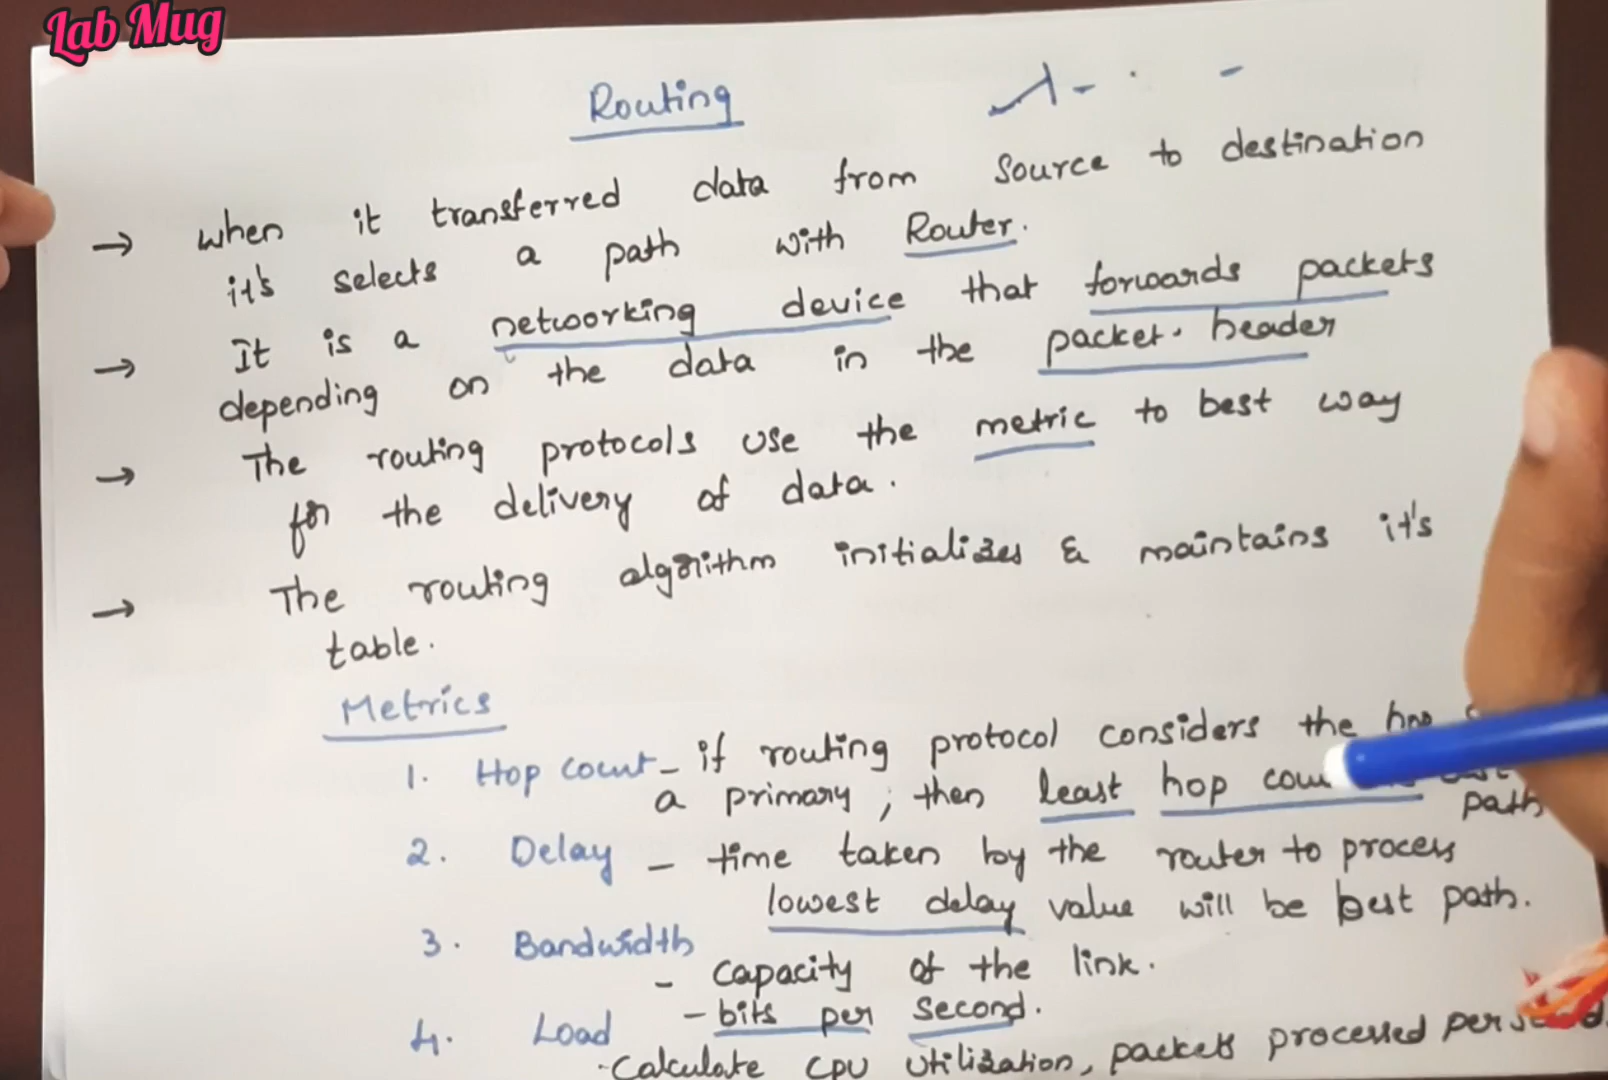 Lab Mug
Routing
→ when it transferred data from source to destination
it's selects a path with Router.
→ It is a networking device that forwards packets
depending on the data in the packet. header
→ The routing protocols use the metric to best way
for the delivery of data.
→ The routing algorithm initializes & maintains it's
table.
Metrics
1. Hop count - if routing protocol considers the
a primary ; then least hop
path
2. Delay - time taken by the router to process
lowest delay value will be best path.
3. Bandwidth
- capacity of the link.
- bits per second.
4. Load
- Calculate CPU utilization, packets processed per